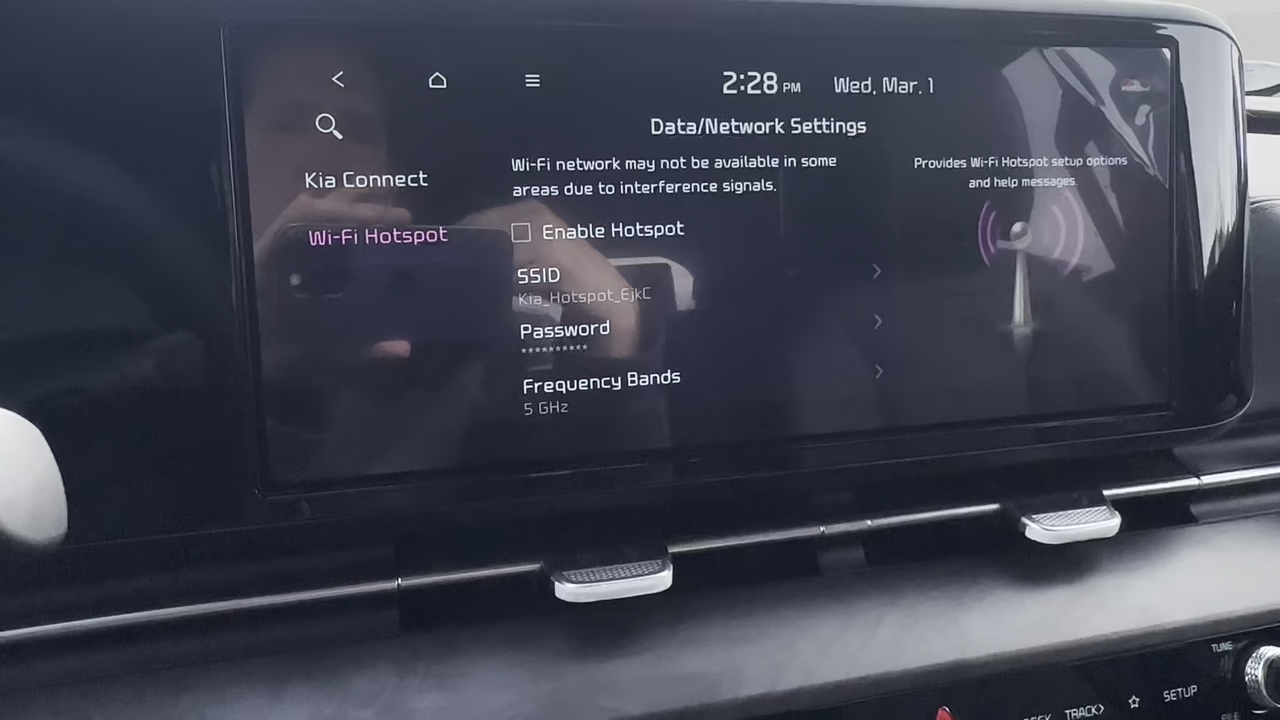 2:28 PM Wed, Mar. 1
Data/Network Settings
Kia Connect
Wi-Fi Hotspot
Wi-Fi network may not be available in some
areas due to interference signals.
Enable Hotspot
SSID
Kia_Hotspot_EjkC
Password
**********
Frequency Bands
5 GHz
Provides Wi-Fi Hotspot setup options
and help messages.
TUNE
TRACK>
SETUP